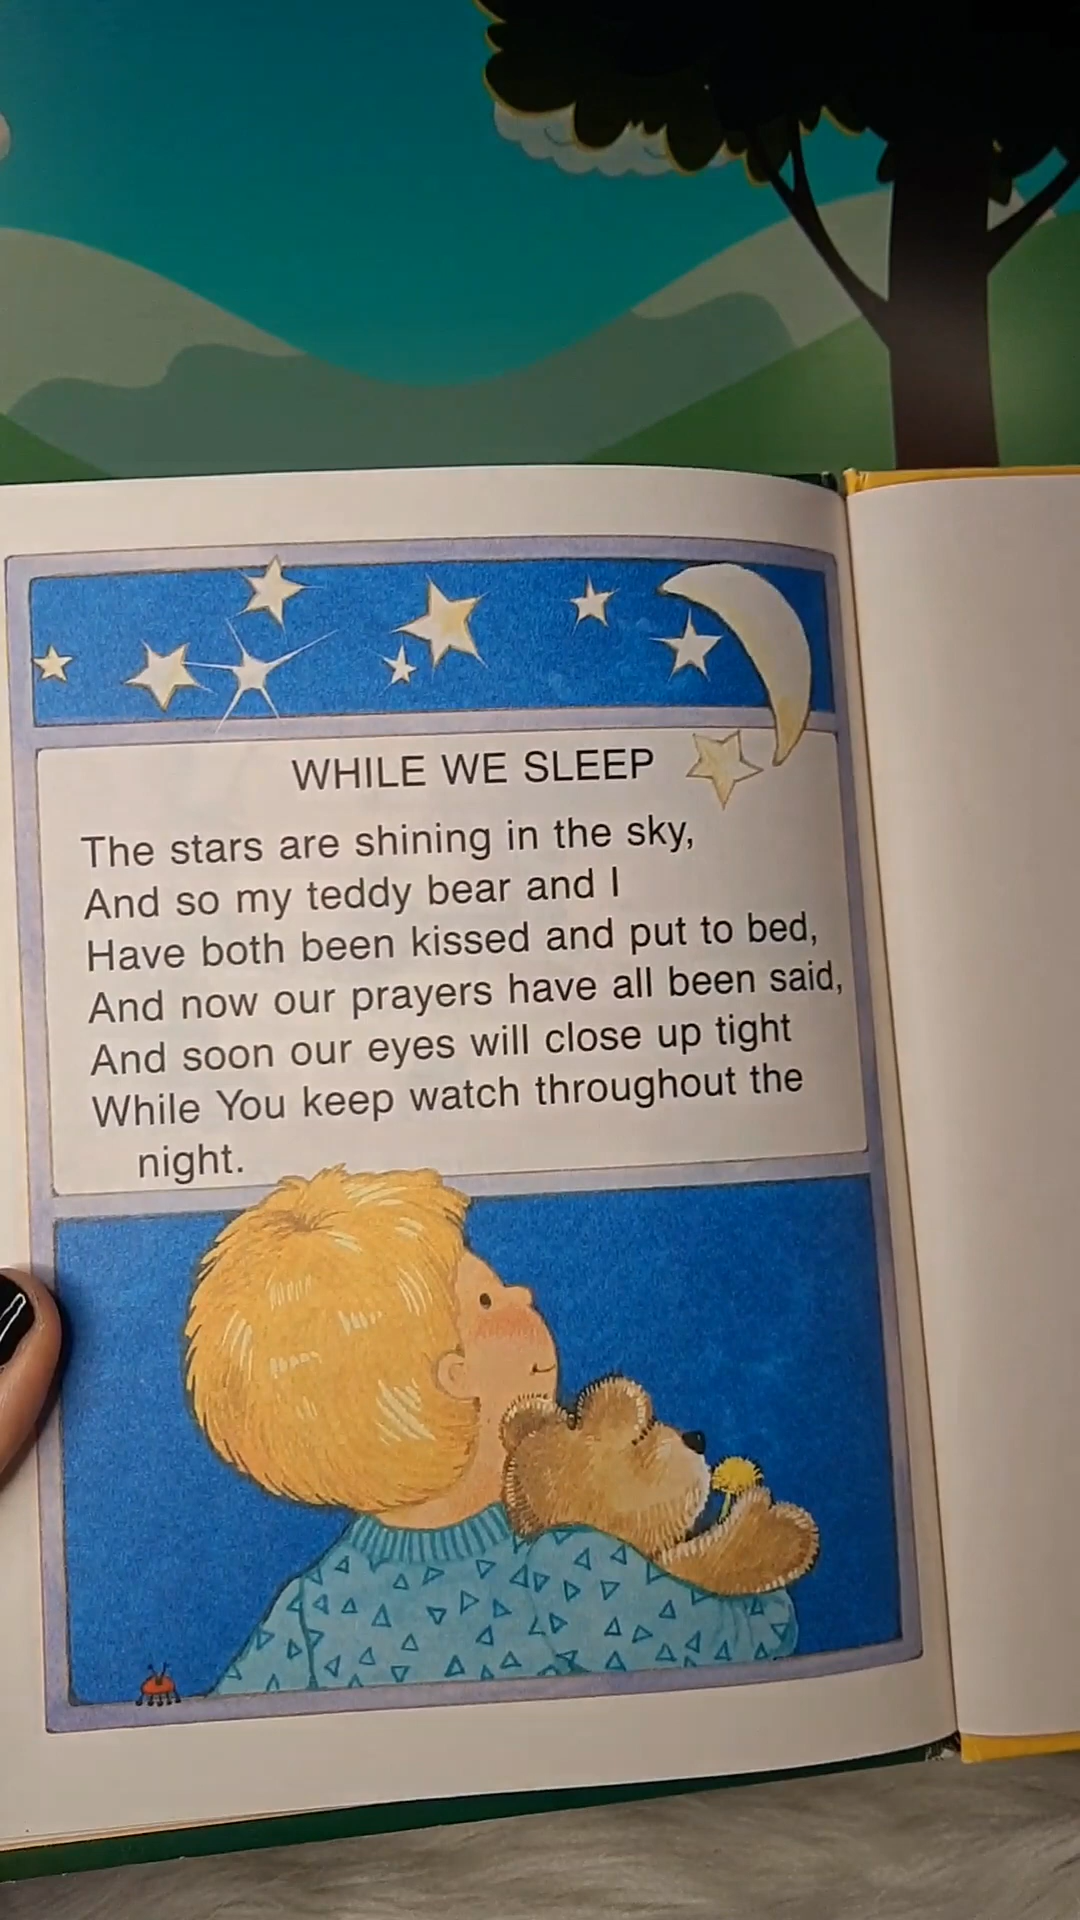 WHILE WE SLEEP
The stars are shining in the sky,
And so my teddy bear and I
Have both been kissed and put to bed,
And now our prayers have all been said,
And soon our eyes will close up tight
While You keep watch throughout the
night.